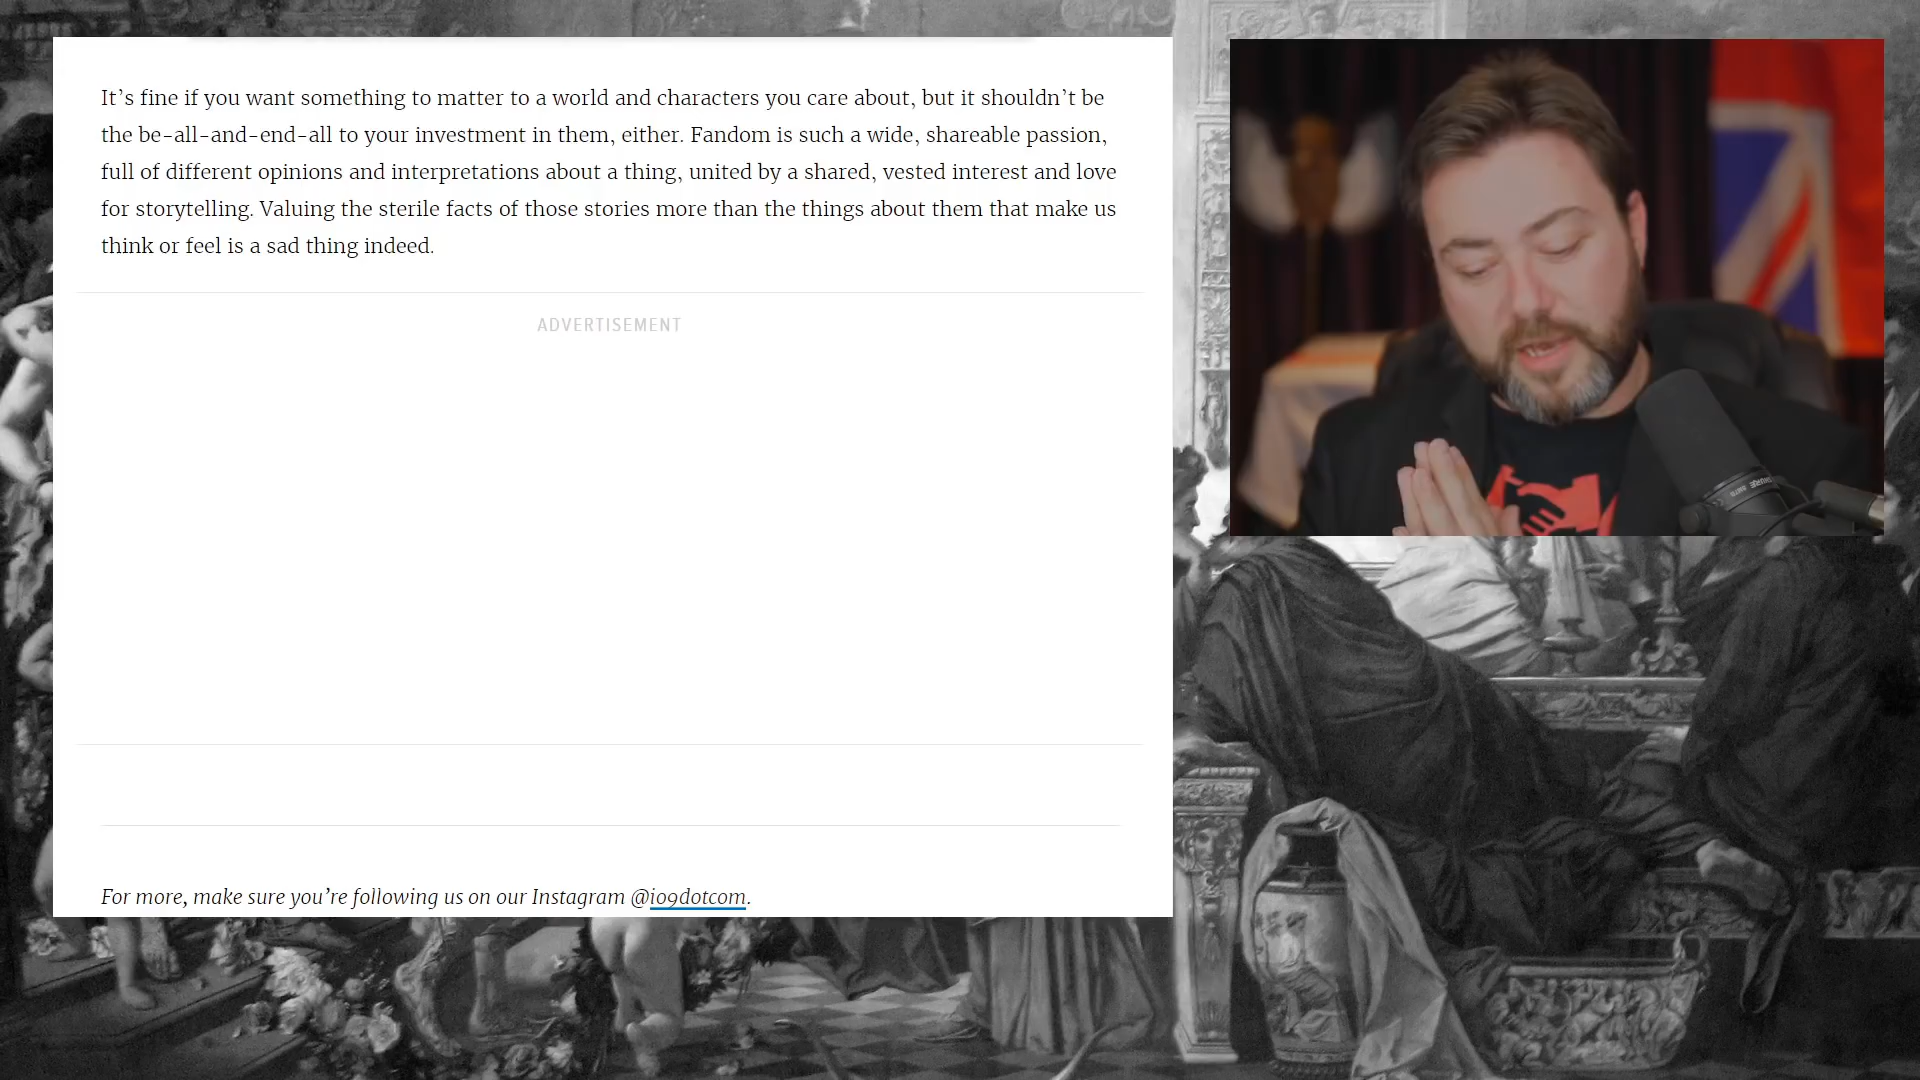 It’s fine if you want something to matter to a world and characters you care about, but it shouldn’t be
the be-all-and-end-all to your investment in them, either. Fandom is such a wide, shareable passion,
full of different opinions and interpretations about a thing, united by a shared, vested interest and love
for storytelling. Valuing the sterile facts of those stories more than the things about them that make us
think or feel is a sad thing indeed.
ADVERTISEMENT
For more, make sure you’re following us on our Instagram @io9dotcom.